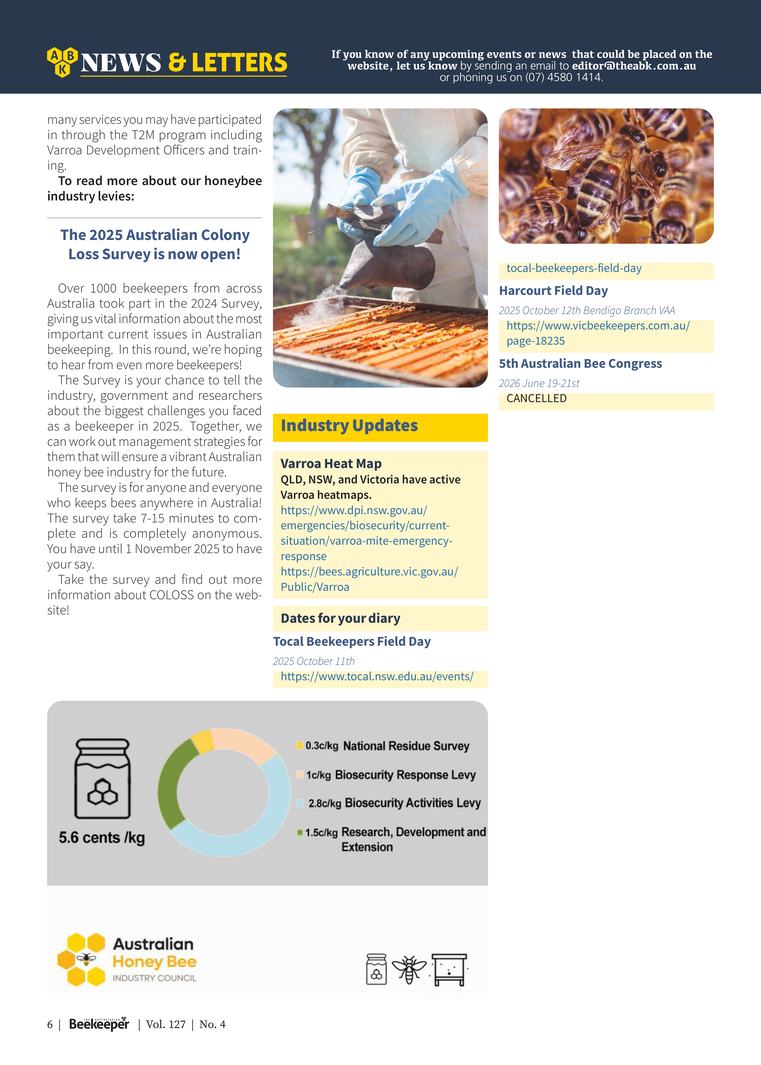 A B K
NEWS & LETTERS
If you know of any upcoming events or news that could be placed on the
website, let us know by sending an email to editor@theabk.com.au
or phoning us on (07) 4580 1414.
many services you may have participated
in through the T2M program including
Varroa Development Officers and train-
ing.
To read more about our honeybee
industry levies:
The 2025 Australian Colony
Loss Survey is now open!
Over 1000 beekeepers from across
Australia took part in the 2024 Survey,
giving us vital information about the most
important current issues in Australian
beekeeping. In this round, we're hoping
to hear from even more beekeepers!
The Survey is your chance to tell the
industry, government and researchers
about the biggest challenges you faced
as a beekeeper in 2025. Together, we
can work out management strategies for
them that will ensure a vibrant Australian
honey bee industry for the future.
The survey is for anyone and everyone
who keeps bees anywhere in Australia!
The survey take 7-15 minutes to com-
plete and is completely anonymous.
You have until 1 November 2025 to have
your say.
Take the survey and find out more
information about COLOSS on the web-
site!
Industry Updates
Varroa Heat Map
QLD, NSW, and Victoria have active
Varroa heatmaps.
https://www.dpi.nsw.gov.au/
emergencies/biosecurity/current-
situation/varroa-mite-emergency-
response
https://bees.agriculture.vic.gov.au/
Public/Varroa
Dates for your diary
Tocal Beekeepers Field Day
2025 October 11th
https://www.tocal.nsw.edu.au/events/
tocal-beekeepers-field-day
Harcourt Field Day
2025 October 12th Bendigo Branch VAA
https://www.vicbeekeepers.com.au/
page-18235
5th Australian Bee Congress
2026 June 19-21st
CANCELLED
5.6 cents /kg
0.3c/kg National Residue Survey
1c/kg Biosecurity Response Levy
2.8c/kg Biosecurity Activities Levy
1.5c/kg Research, Development and
Extension
Australian
Honey Bee
INDUSTRY COUNCIL
6 | Beekeeper | Vol. 127 | No. 4